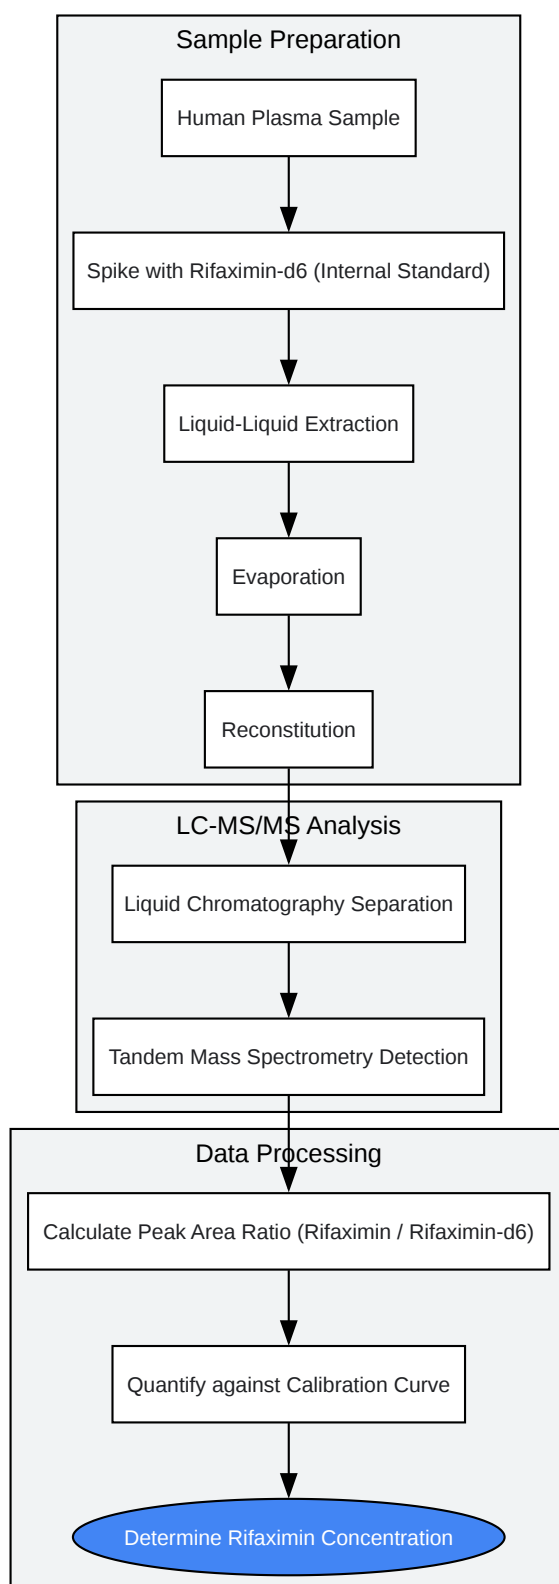 Sample Preparation
Human Plasma Sample
Spike with Rifaximin-d6 (Internal Standard)
Liquid-Liquid Extraction
Evaporation
Reconstitution
LC-MS/MS Analysis
Liquid Chromatography Separation
Tandem Mass Spectrometry Detection
Data Processing
Calculate Peak Area Ratio (Rifaximin / Rifaximin-d6)
Quantify against Calibration Curve
Determine Rifaximin Concentration